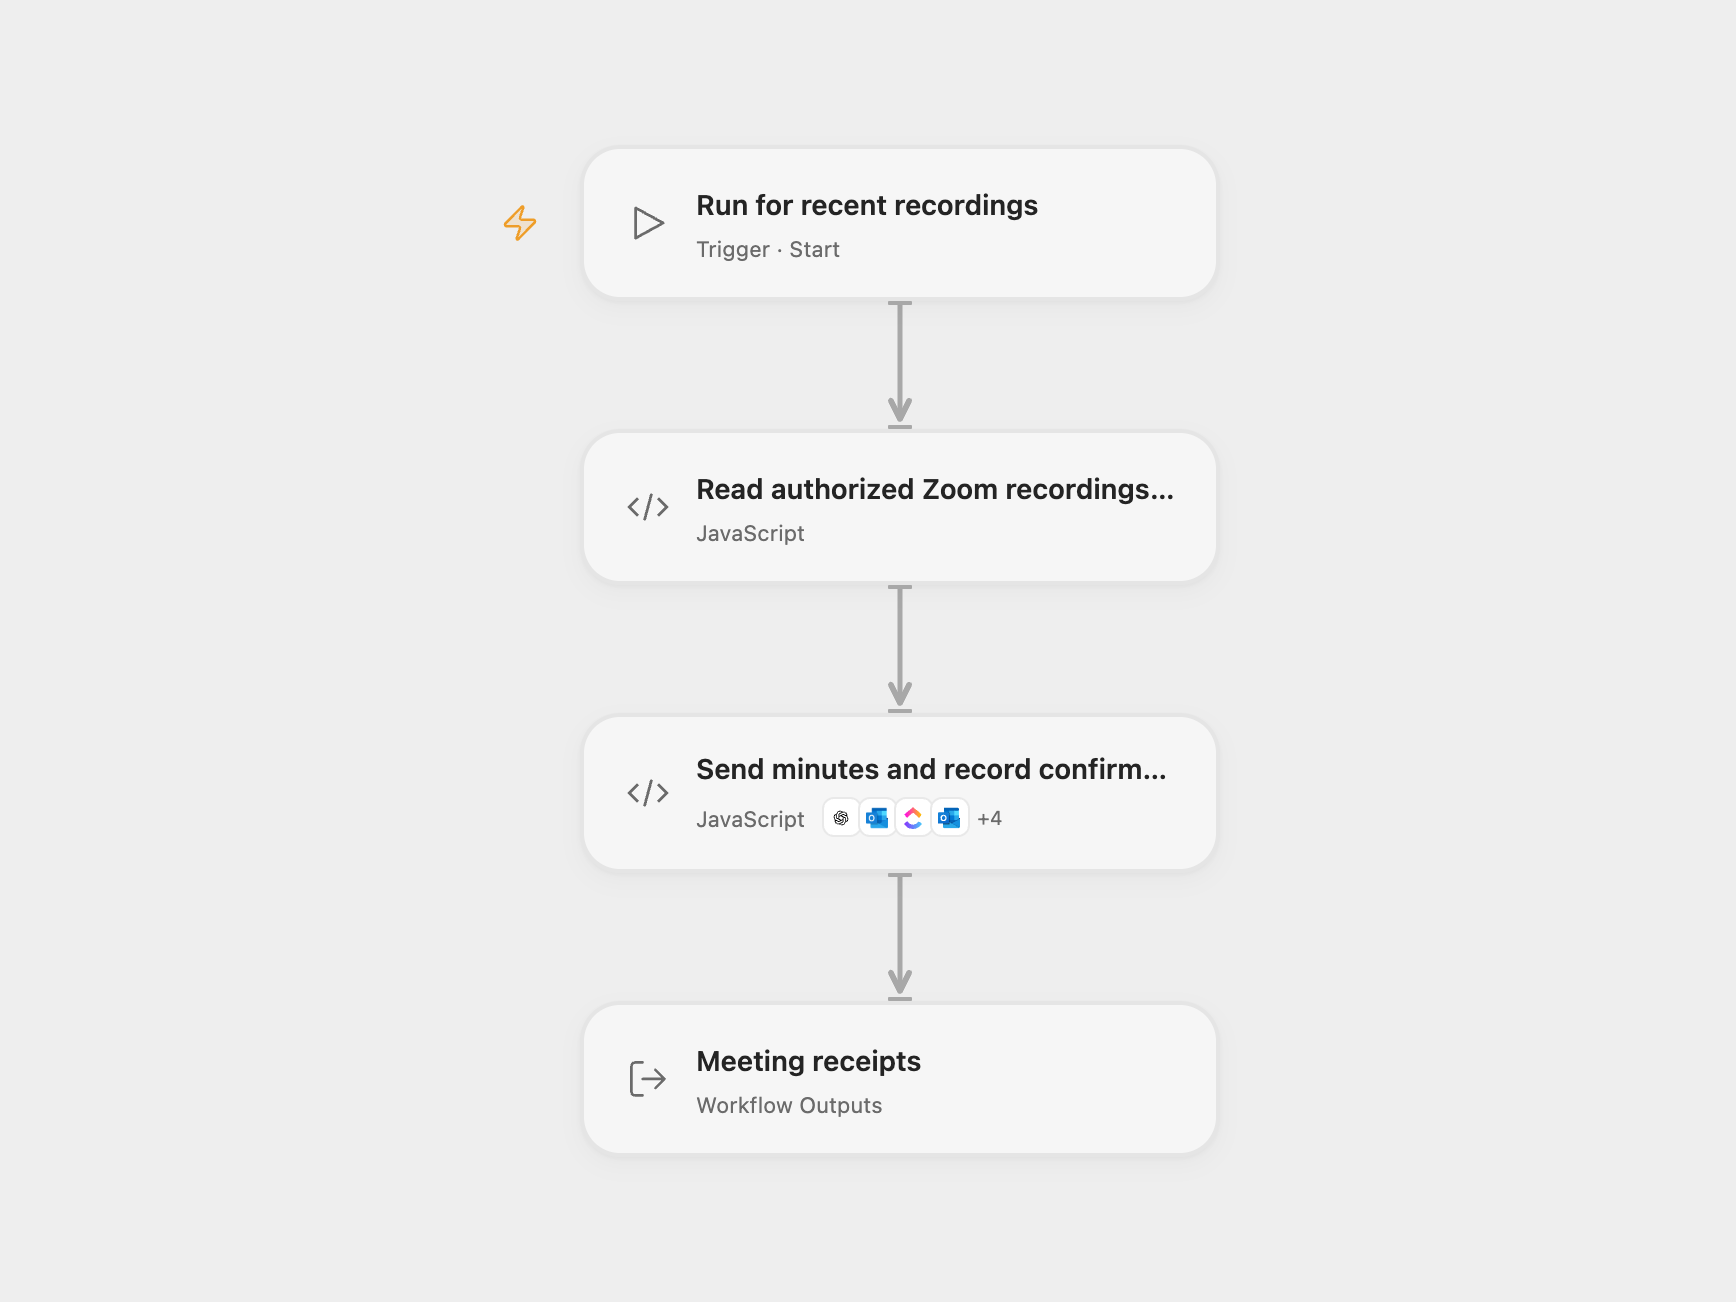 Run for recent recordings
Trigger · Start
Read authorized Zoom recordings...
JavaScript
Send minutes and record confirm...
JavaScript +4
Meeting receipts
Workflow Outputs